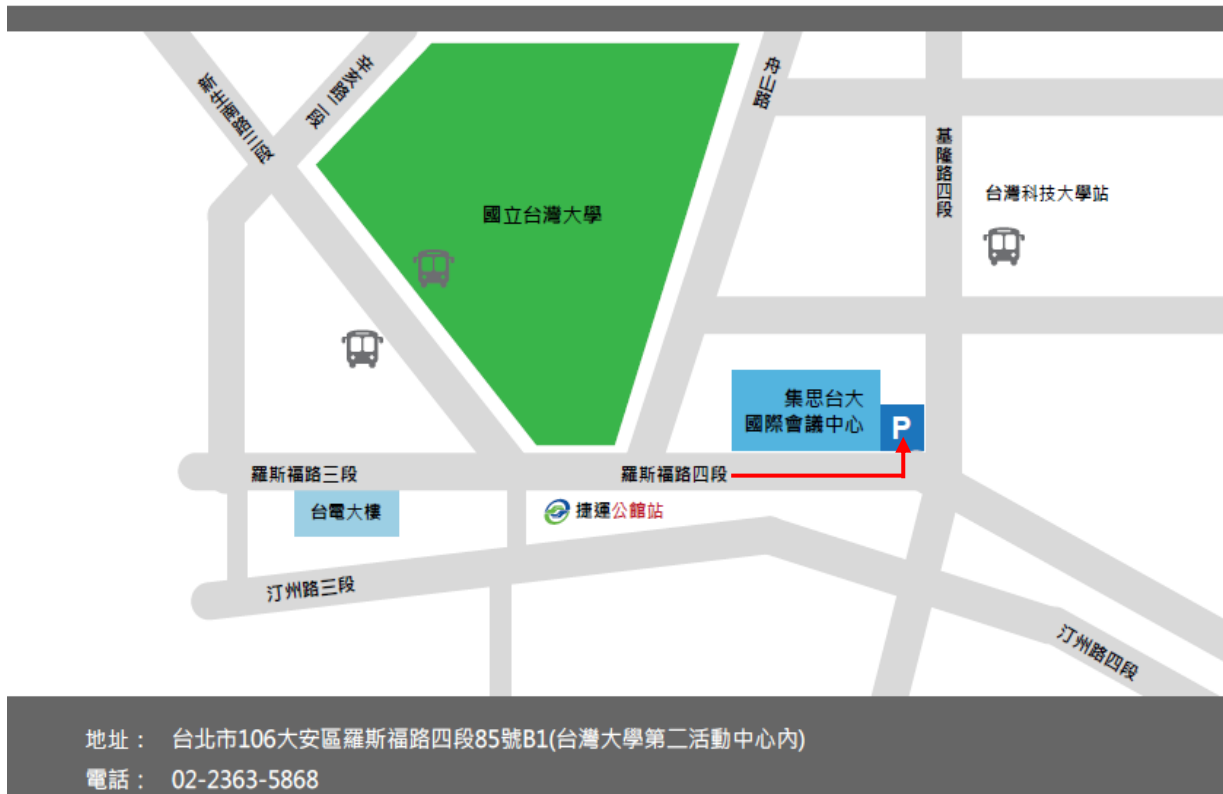 辛亥路二段
新生南路三段
舟山路
基隆路四段
國立台灣大學
台灣科技大學站
集思台大
國際會議中心
P
羅斯福路三段
羅斯福路四段
台電大樓
捷運公館站
汀州路三段
汀州路四段
地址： 台北市106大安區羅斯福路四段85號B1(台灣大學第二活動中心內)
電話： 02-2363-5868